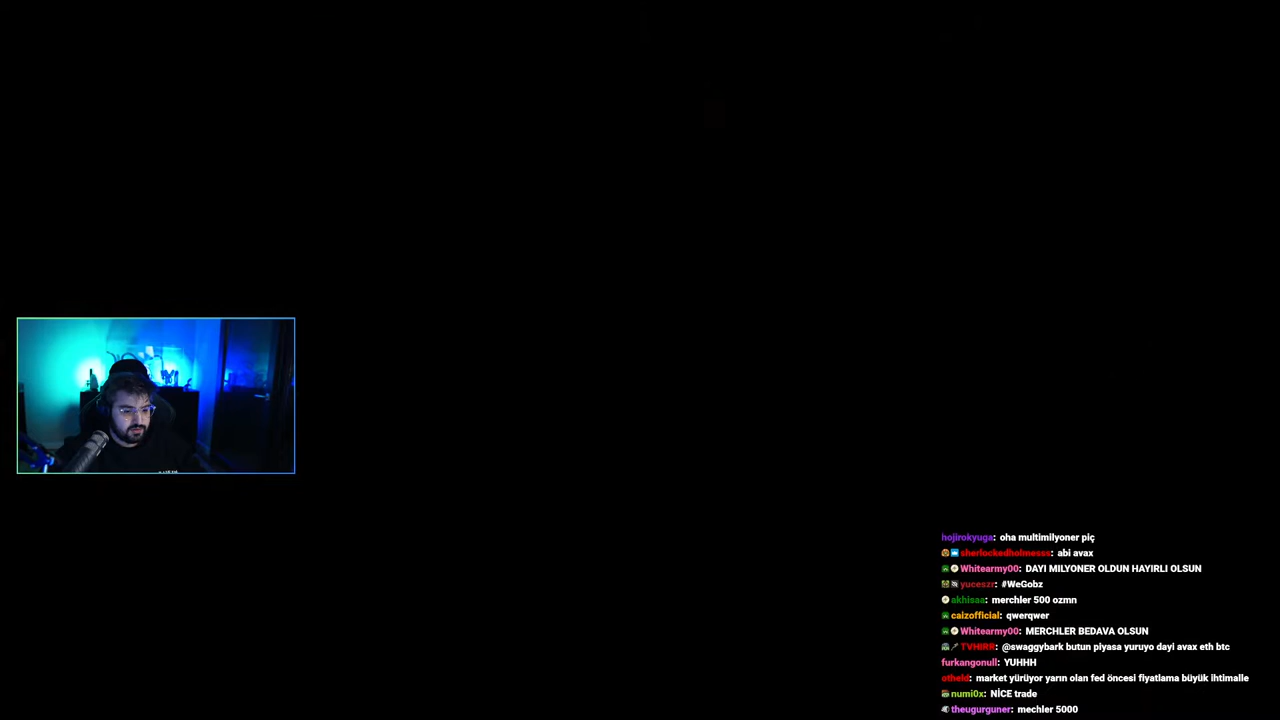 hojirokyuga: oha multimilyoner piç
sherlockedholmesss: abi avax
Whitearmy00: DAYI MILYONER OLDUN HAYIRLI OLSUN
yuceszr: #WeGobz
akhisaa: merchler 500 ozmn
caizofficial: qwerqwer
Whitearmy00: MERCHLER BEDAVA OLSUN
TVHIRR: @swaggybark butun piyasa yuruyo dayi avax eth btc
furkangonull: YUHHH
otheld: market yürüyor yarın olan fed öncesi fiyatlama büyük ihtimalle
numi0x: NİCE trade
theugurguner: mechler 5000